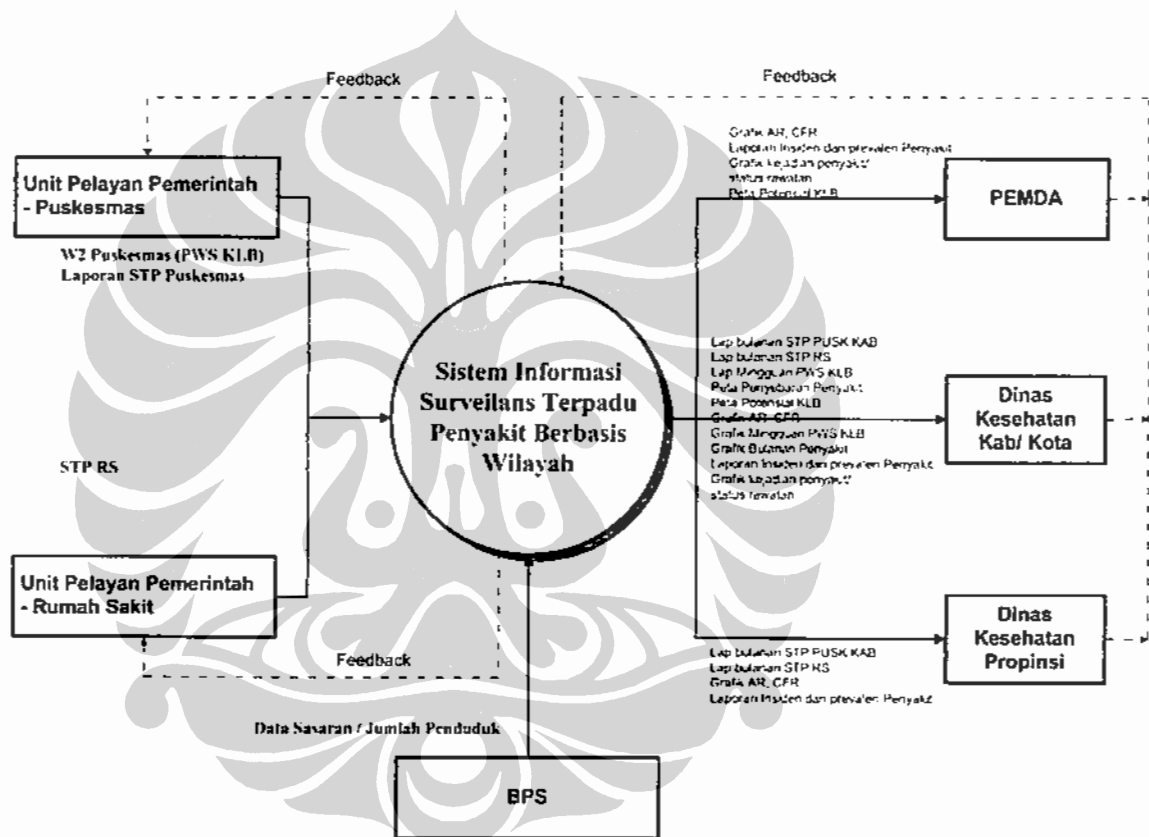 Feedback
Feedback
Unit Pelayan Pemerintah
- Puskesmas
W2 Puskesmas (PWS KLB)
Laporan STP Puskesmas
Grafik AR, CFR
Laporan Insiden dan prevalen Penyakit
Grafik kejadian penyakit/
status rawatan
Peta Potensial KLB
PEMDA
Sistem Informasi
Surveilans Terpadu
Penyakit Berbasis
Wilayah
Lap bulanan STP PUSK KAB
Lap bulanan STP RS
Lap Mingguan PWS KLB
Peta Penyebaran Penyakit
Peta Potensial KLB
Grafik AR, CFR
Grafik Mingguan PWS KLB
Grafik Bulanan Penyakit
Laporan Insiden dan prevalen Penyakit
Grafik kejadian penyakit/
status rawatan
Dinas
Kesehatan
Kab/ Kota
STP RS
Unit Pelayan Pemerintah
- Rumah Sakit
Feedback
Lap bulanan STP PUSK KAB
Lap bulanan STP RS
Grafik AR, CFR
Laporan Insiden dan prevalen Penyakit
Dinas
Kesehatan
Propinsi
Data Sasaran / Jumlah Penduduk
BPS